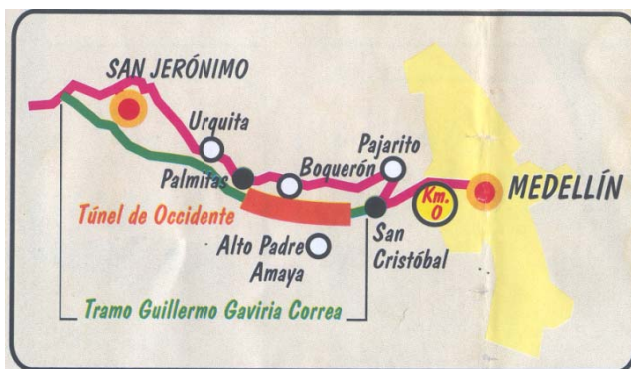 SAN JERÓNIMO
Urquita
Pajarito
Boquerón
Palmitas
Km.
0
MEDELLÍN
Túnel de Occidente
San
Cristóbal
Alto Padre
Amaya
Tramo Guillermo Gaviria Correa